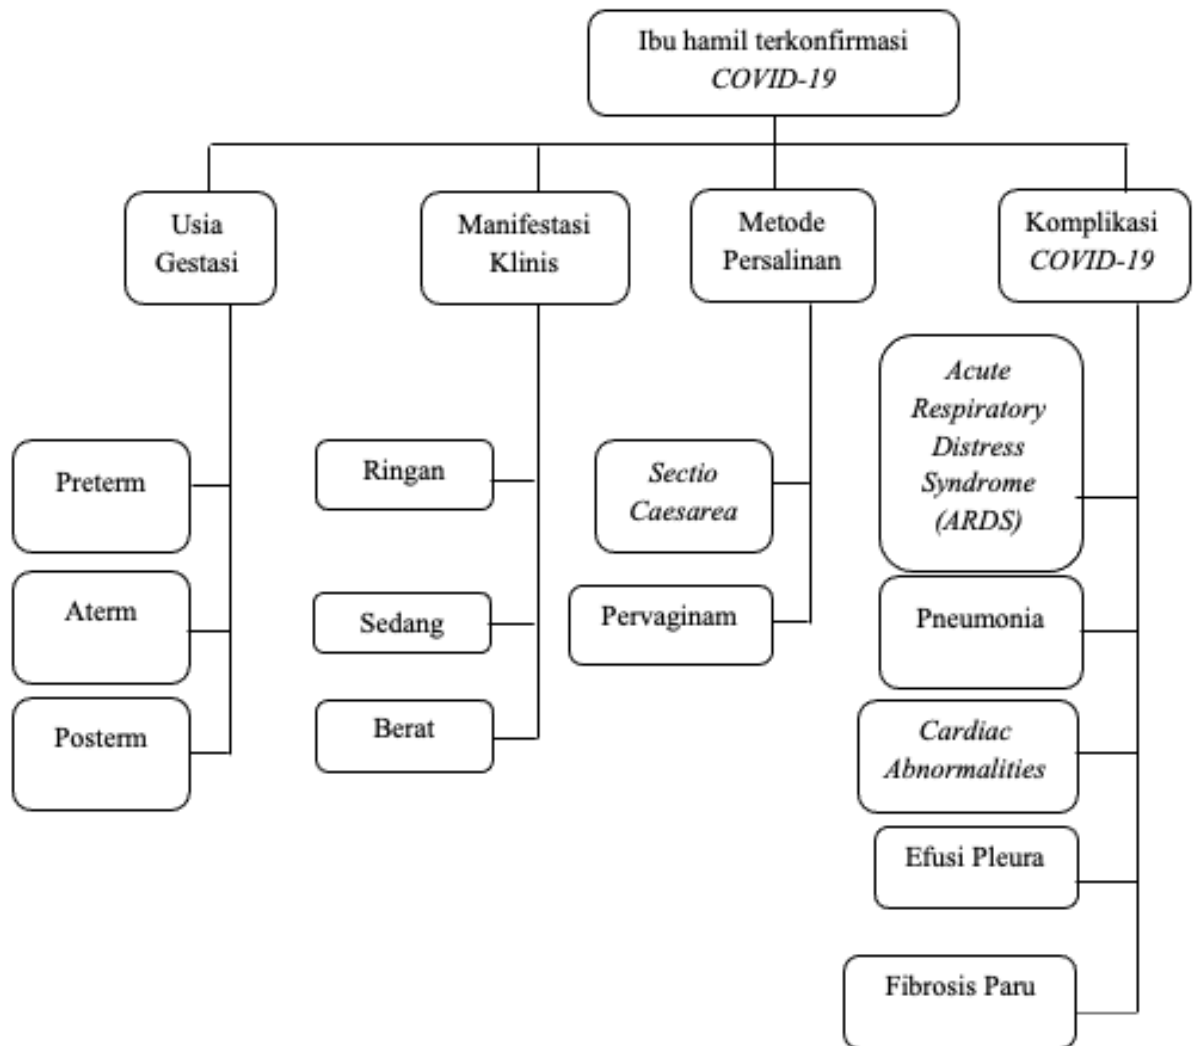 Ibu hamil terkonfirmasi
COVID-19
Usia
Gestasi
Manifestasi
Klinis
Metode
Persalinan
Komplikasi
COVID-19
Preterm
Aterm
Posterm
Ringan
Sedang
Berat
Sectio
Caesarea
Pervaginam
Acute
Respiratory
Distress
Syndrome
(ARDS)
Pneumonia
Cardiac
Abnormalities
Efusi Pleura
Fibrosis Paru